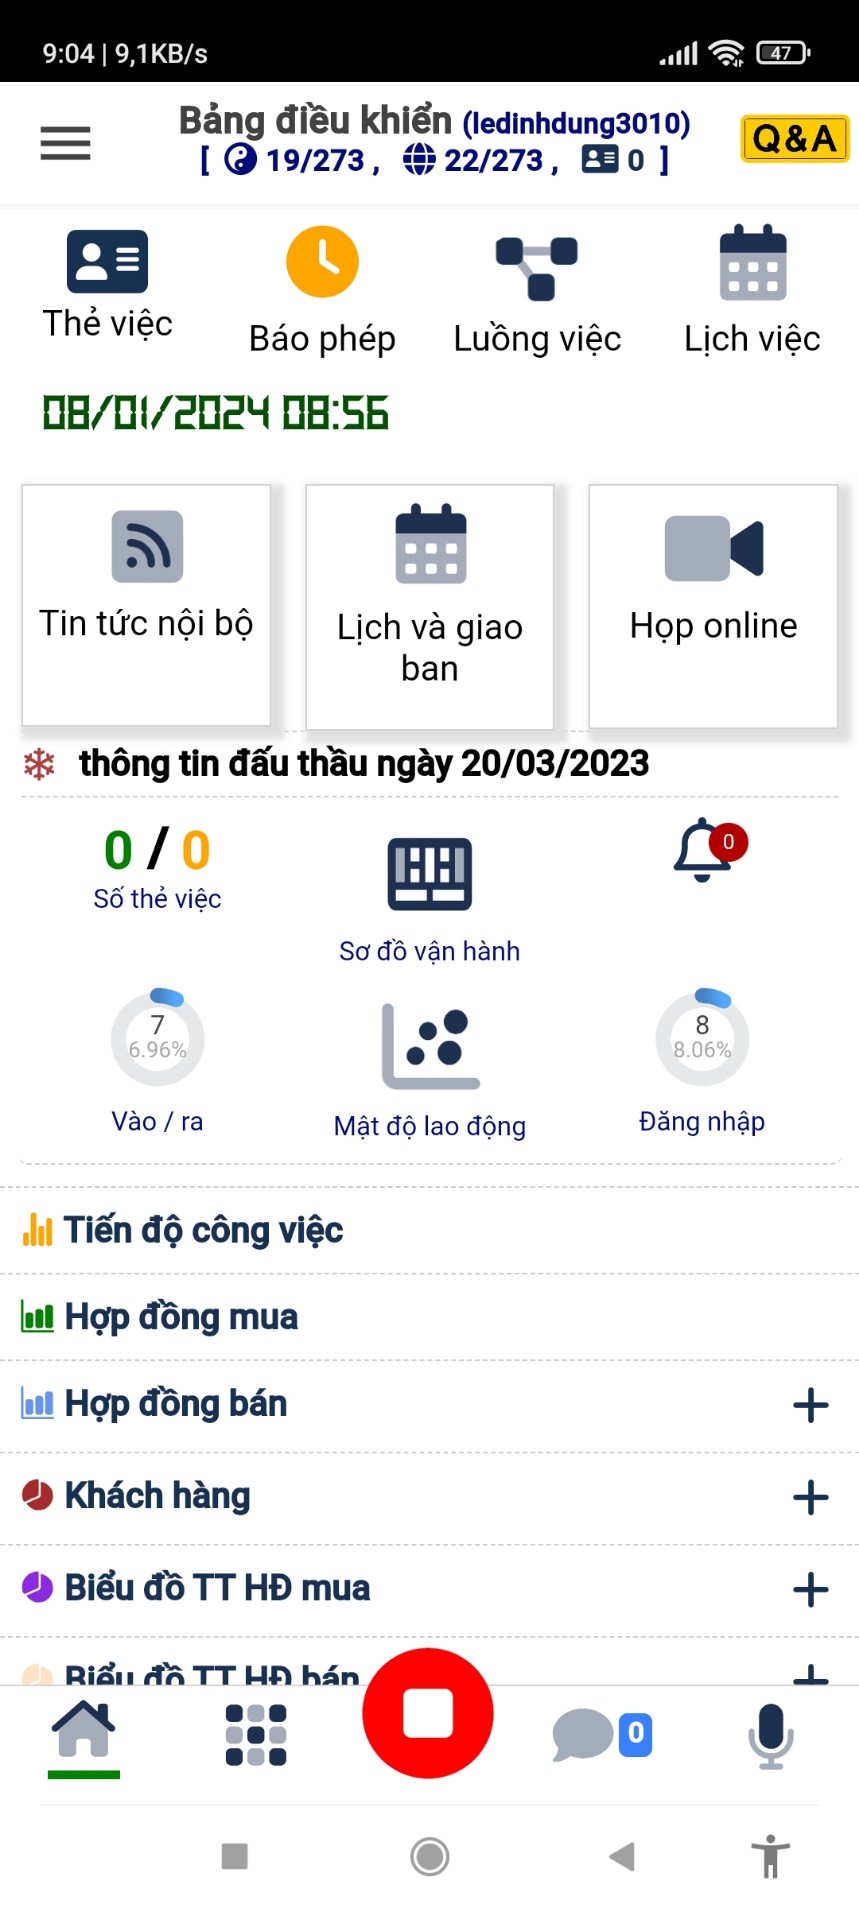 9:04 | 9,1KB/s
47
Bảng điều khiển (ledinhdung3010)
[ 19/273 , 22/273 , 0 ]
Q&A
Thẻ việc
Báo phép
Luồng việc
Lịch việc
08/01/2024 08:56
Tin tức nội bộ
Lịch và giao
ban
Họp online
thông tin đấu thầu ngày 20/03/2023
0 / 0
Số thẻ việc
Sơ đồ vận hành
0
7
6.96%
Vào / ra
Mật độ lao động
8
8.06%
Đăng nhập
Tiến độ công việc
Hợp đồng mua
Hợp đồng bán
Khách hàng
Biểu đồ TT HĐ mua
Biểu đồ TT HĐ bán
0